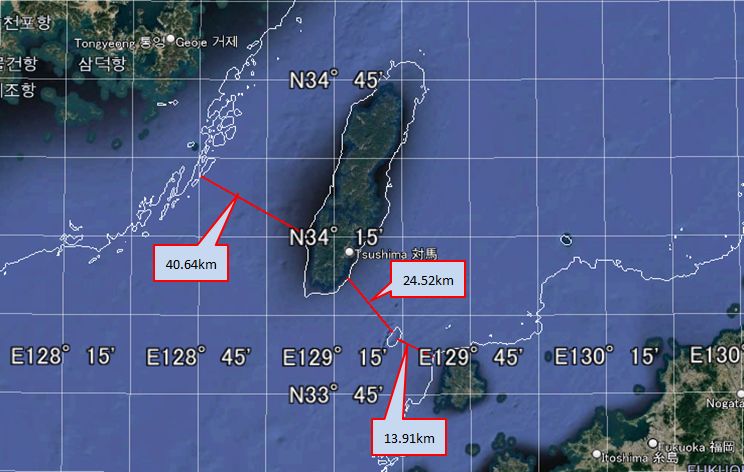 천포항
Tongyeong 통영 Geoje 거제
물건항 삼덕항
미조항
N34° 45'
40.64km
N34° 15'
Tsushima 対馬
24.52km
E128° 15' E128° 45' E129° 15' E129° 45' E130° 15' E130°
N33° 45'
13.91km
Nogata
Fukuoka 福岡
Itoshima 糸島
FUKUO